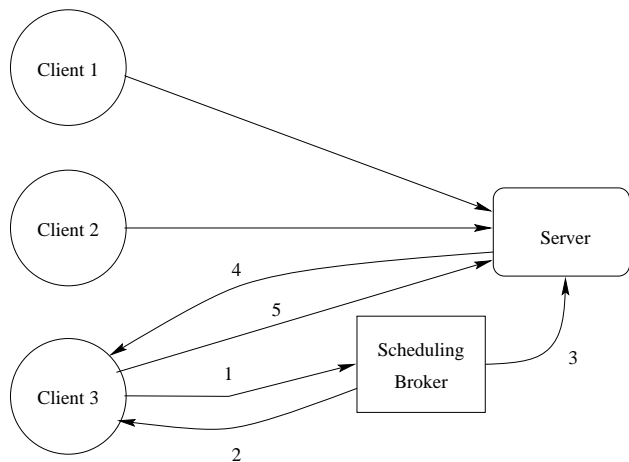 Client 1
Client 2
Server
4
5
Scheduling
Broker
1
3
Client 3
2